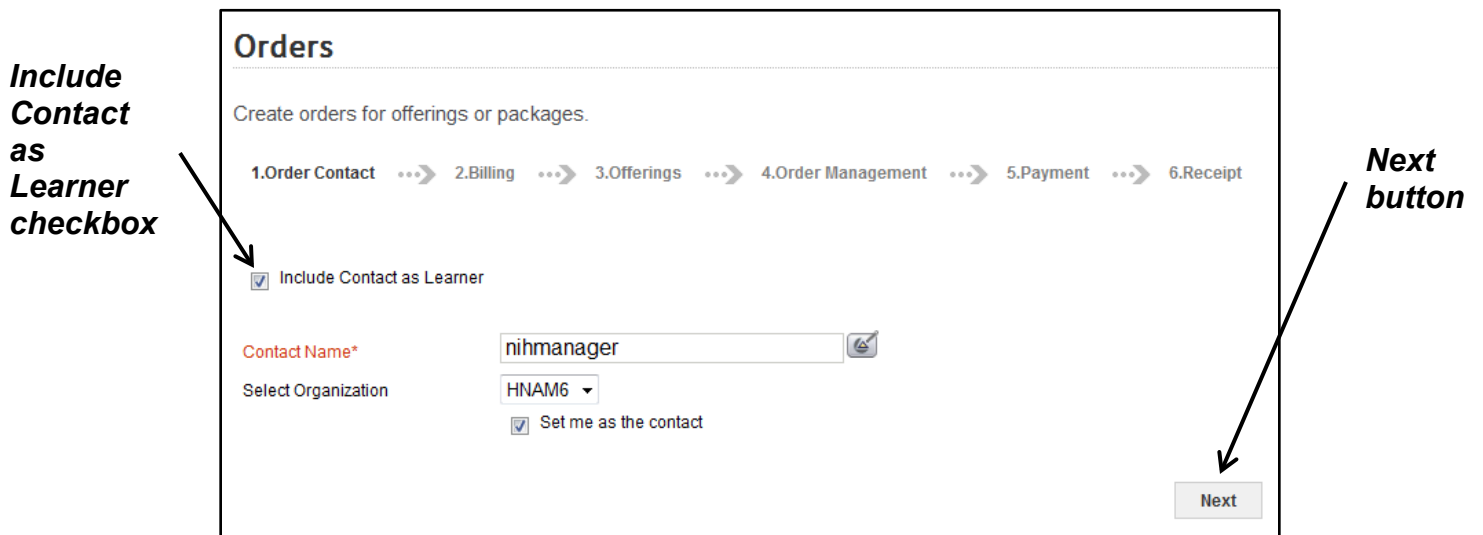 Orders
Create orders for offerings or packages.
1.Order Contact 2.Billing 3.Offerings 4.Order Management 5.Payment 6.Receipt
Include
Contact
as
Learner
checkbox
Next
button
Include Contact as Learner
Contact Name* nihmanager
Select Organization HNAM6
Set me as the contact
Next